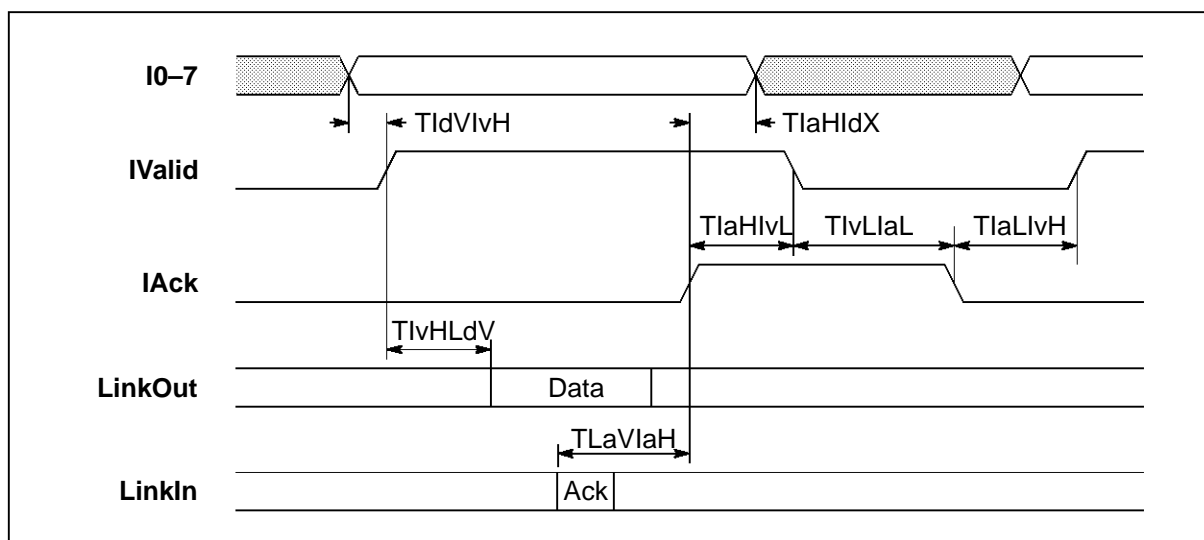 I0–7
TIdVIvH
TIaHIdX
IValid
TIaHIvL
TIvLIaL
TIaLIvH
IAck
TIvHLdV
LinkOut
Data
TLaVIaH
LinkIn
Ack